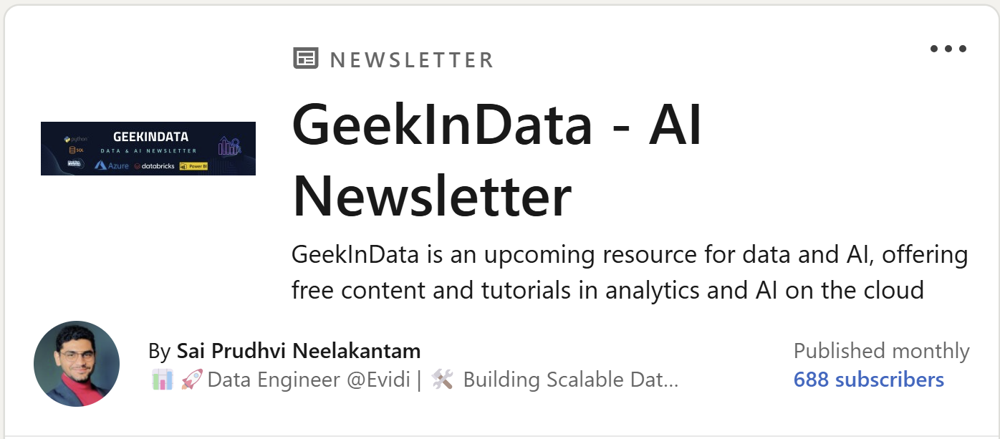 NEWSLETTER
GeekInData - AI
Newsletter
GeekInData is an upcoming resource for data and AI, offering
free content and tutorials in analytics and AI on the cloud
GEEKINDATA
DATA & AI NEWSLETTER
python
SQL
Azure
databricks
Power BI
By Sai Prudhvi Neelakantam
📊🚀Data Engineer @Evidi | 🛠️ Building Scalable Dat...
Published monthly
688 subscribers